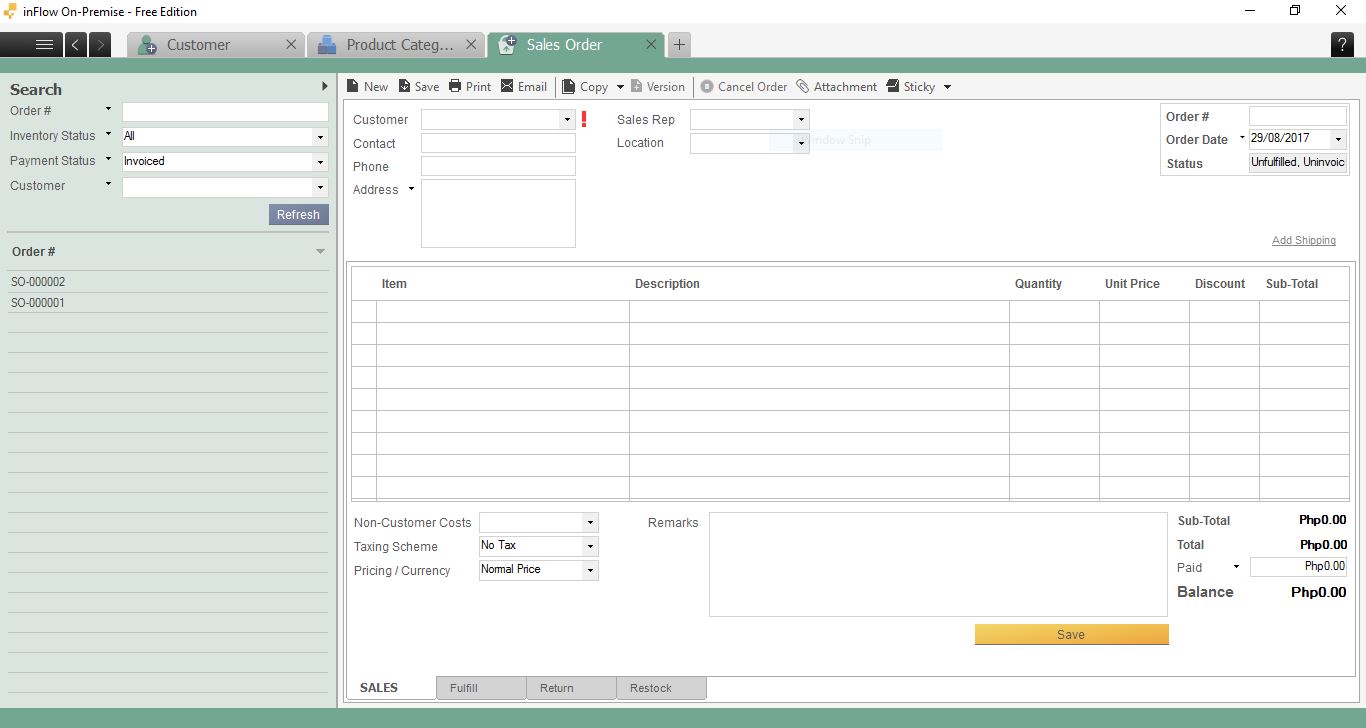 inFlow On-Premise - Free Edition
Customer
Product Categ...
Sales Order
?
Search
Order #
Inventory Status All
Payment Status Invoiced
Customer
Refresh
Order #
SO-000002
SO-000001
New Save Print Email Copy Version Cancel Order Attachment Sticky
Customer ! Sales Rep
Contact Location
Phone
Address
Window Snip
Order #
Order Date 29/08/2017
Status Unfulfilled, Uninvoic
Add Shipping
Item Description Quantity Unit Price Discount Sub-Total
Non-Customer Costs Remarks
Taxing Scheme No Tax
Pricing / Currency Normal Price
Sub-Total Php0.00
Total Php0.00
Paid Php0.00
Balance Php0.00
Save
SALES Fulfill Return Restock